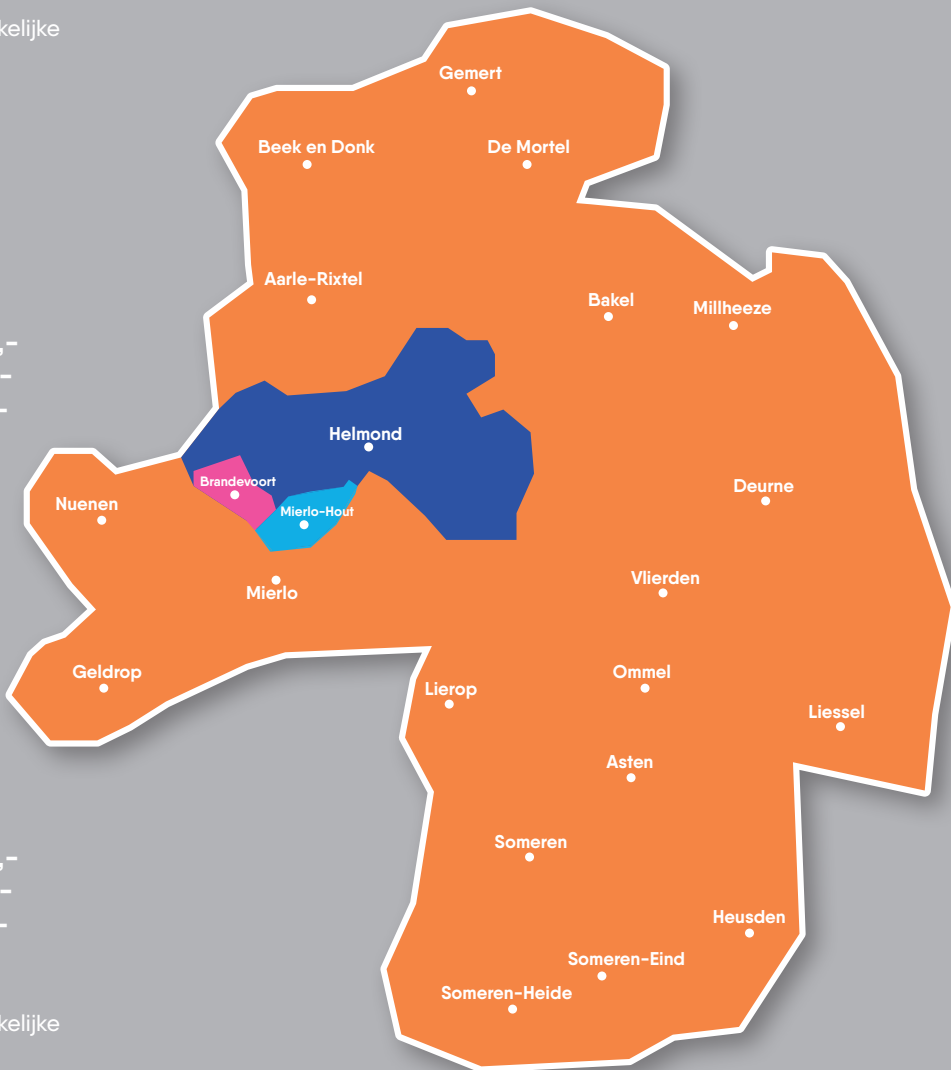 kelijke
Gemert
Beek en Donk
De Mortel
Aarle-Rixtel
Bakel
Millheeze
,-
-
-
Helmond
Brandevoort
Deurne
Nuenen
Mierlo-Hout
Vlierden
Mierlo
Geldrop
Ommel
Lierop
Liessel
Asten
Someren
,-
-
-
Heusden
Someren-Eind
Someren-Heide
kelijke